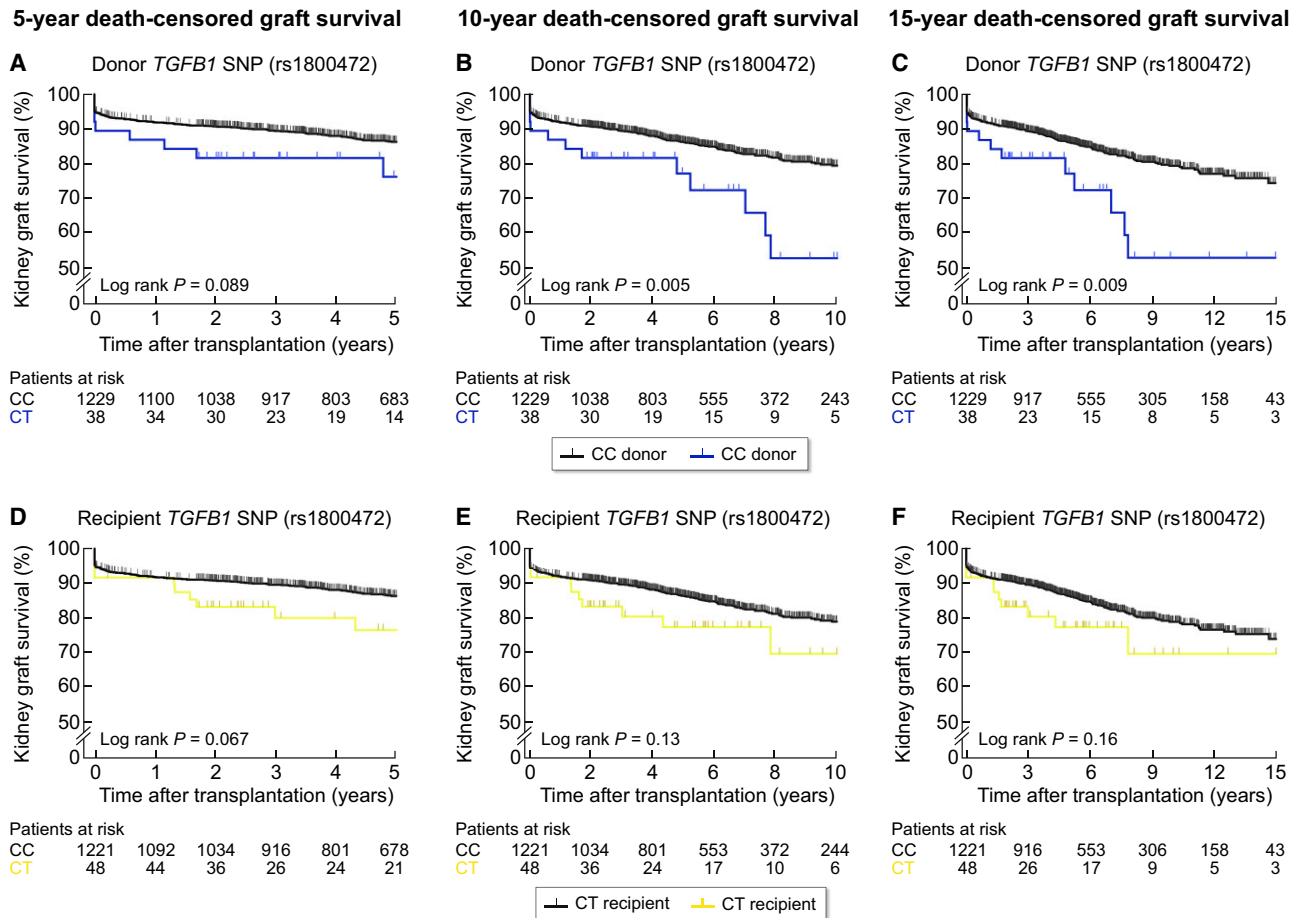 5-year death-censored graft survival
10-year death-censored graft survival
15-year death-censored graft survival
A
Donor TGFB1 SNP (rs1800472)
Kidney graft survival (%)
100
90
80
70
60
50
0
Log rank P = 0.089
0 1 2 3 4 5
Time after transplantation (years)
Patients at risk
CC 1229 1100 1038 917 803 683
CT 38 34 30 23 19 14
B
Donor TGFB1 SNP (rs1800472)
Kidney graft survival (%)
100
90
80
70
60
50
0
Log rank P = 0.005
0 2 4 6 8 10
Time after transplantation (years)
Patients at risk
CC 1229 1038 803 555 372 243
CT 38 30 19 15 9 5
C
Donor TGFB1 SNP (rs1800472)
Kidney graft survival (%)
100
90
80
70
60
50
0
Log rank P = 0.009
0 3 6 9 12 15
Time after transplantation (years)
Patients at risk
CC 1229 917 555 305 158 43
CT 38 23 15 8 5 3
CC donor CC donor
D
Recipient TGFB1 SNP (rs1800472)
Kidney graft survival (%)
100
90
80
70
60
50
0
Log rank P = 0.067
0 1 2 3 4 5
Time after transplantation (years)
Patients at risk
CC 1221 1092 1034 916 801 678
CT 48 44 36 26 24 21
E
Recipient TGFB1 SNP (rs1800472)
Kidney graft survival (%)
100
90
80
70
60
50
0
Log rank P = 0.13
0 2 4 6 8 10
Time after transplantation (years)
Patients at risk
CC 1221 1034 801 553 372 244
CT 48 36 24 17 10 6
F
Recipient TGFB1 SNP (rs1800472)
Kidney graft survival (%)
100
90
80
70
60
50
0
Log rank P = 0.16
0 3 6 9 12 15
Time after transplantation (years)
Patients at risk
CC 1221 916 553 306 158 43
CT 48 26 17 9 5 3
CT recipient CT recipient